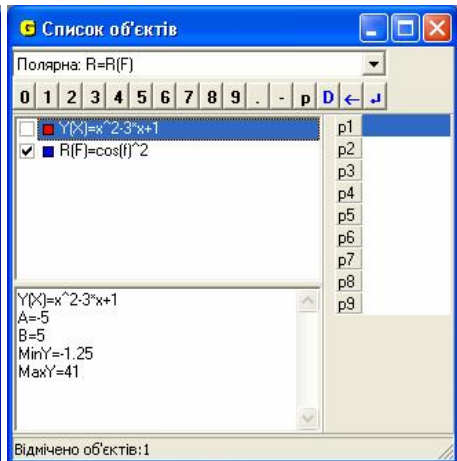 G Список об'єктів
Полярна: R=R(F)
0 1 2 3 4 5 6 7 8 9 . - p D ← ↲
Y(X)=x^2-3*x+1
R(F)=cos(f)^2
p1
p2
p3
p4
p5
p6
p7
p8
p9
Y(X)=x^2-3*x+1
A=-5
B=5
MinY=-1.25
MaxY=41
Відмічено об'єктів:1